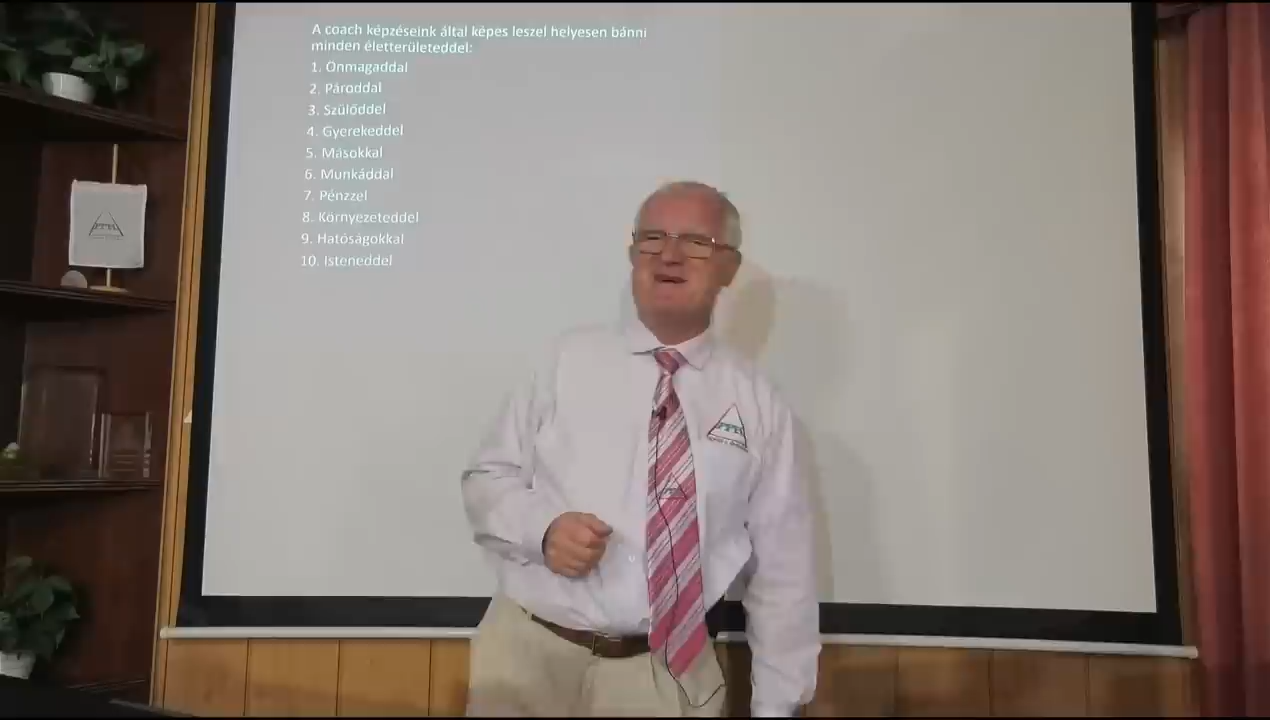 A coach képzéseink által képes leszel helyesen bánni
minden életterületeddel:
1. Önmagaddal
2. Pároddal
3. Szülőddel
4. Gyerekeddel
5. Másokkal
6. Munkáddal
7. Pénzzel
8. Környezeteddel
9. Hatóságokkal
10. Isteneddel